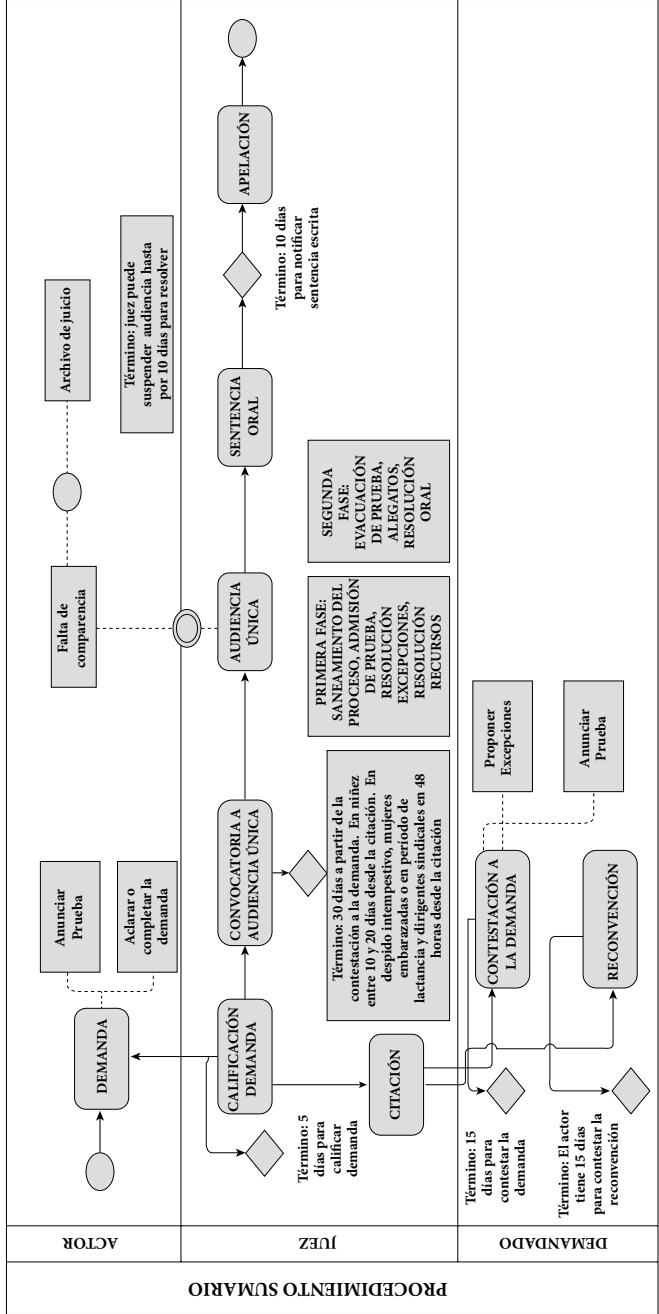 PROCEDIMIENTO SUMARIO
ACTOR
DEMANDA
Anunciar
Prueba
Aclarar o
completar la
demanda
Falta de
comparencia
Archivo de juicio
Término: juez puede
suspender audiencia hasta
por 10 días para resolver
JUEZ
Término: 5
días para
calificar
demanda
CALIFICACIÓN
DEMANDA
CITACIÓN
CONVOCATORIA A
AUDIENCIA ÚNICA
Término: 30 días a partir de la
contestación a la demanda. En niñez
entre 10 y 20 días desde la citación. En
despido intempestivo, mujeres
embarazadas o en período de
lactancia y dirigentes sindicales en 48
horas desde la citación
AUDIENCIA
ÚNICA
PRIMERA FASE:
SANEAMIENTO DEL
PROCESO, ADMISIÓN
DE PRUEBA,
RESOLUCIÓN
EXCEPCIONES,
RESOLUCIÓN
RECURSOS
SEGUNDA
FASE:
EVACUACIÓN
DE PRUEBA,
ALEGATOS,
RESOLUCIÓN
ORAL
SENTENCIA
ORAL
Término: 10 días
para notificar
sentencia escrita
APELACIÓN
DEMANDADO
Término: 15
días para
contestar la
demanda
CONTESTACIÓN A
LA DEMANDA
Proponer
Excepciones
Anunciar
Prueba
Término: El actor
tiene 15 días
para contestar la
reconvención
RECONVENCIÓN